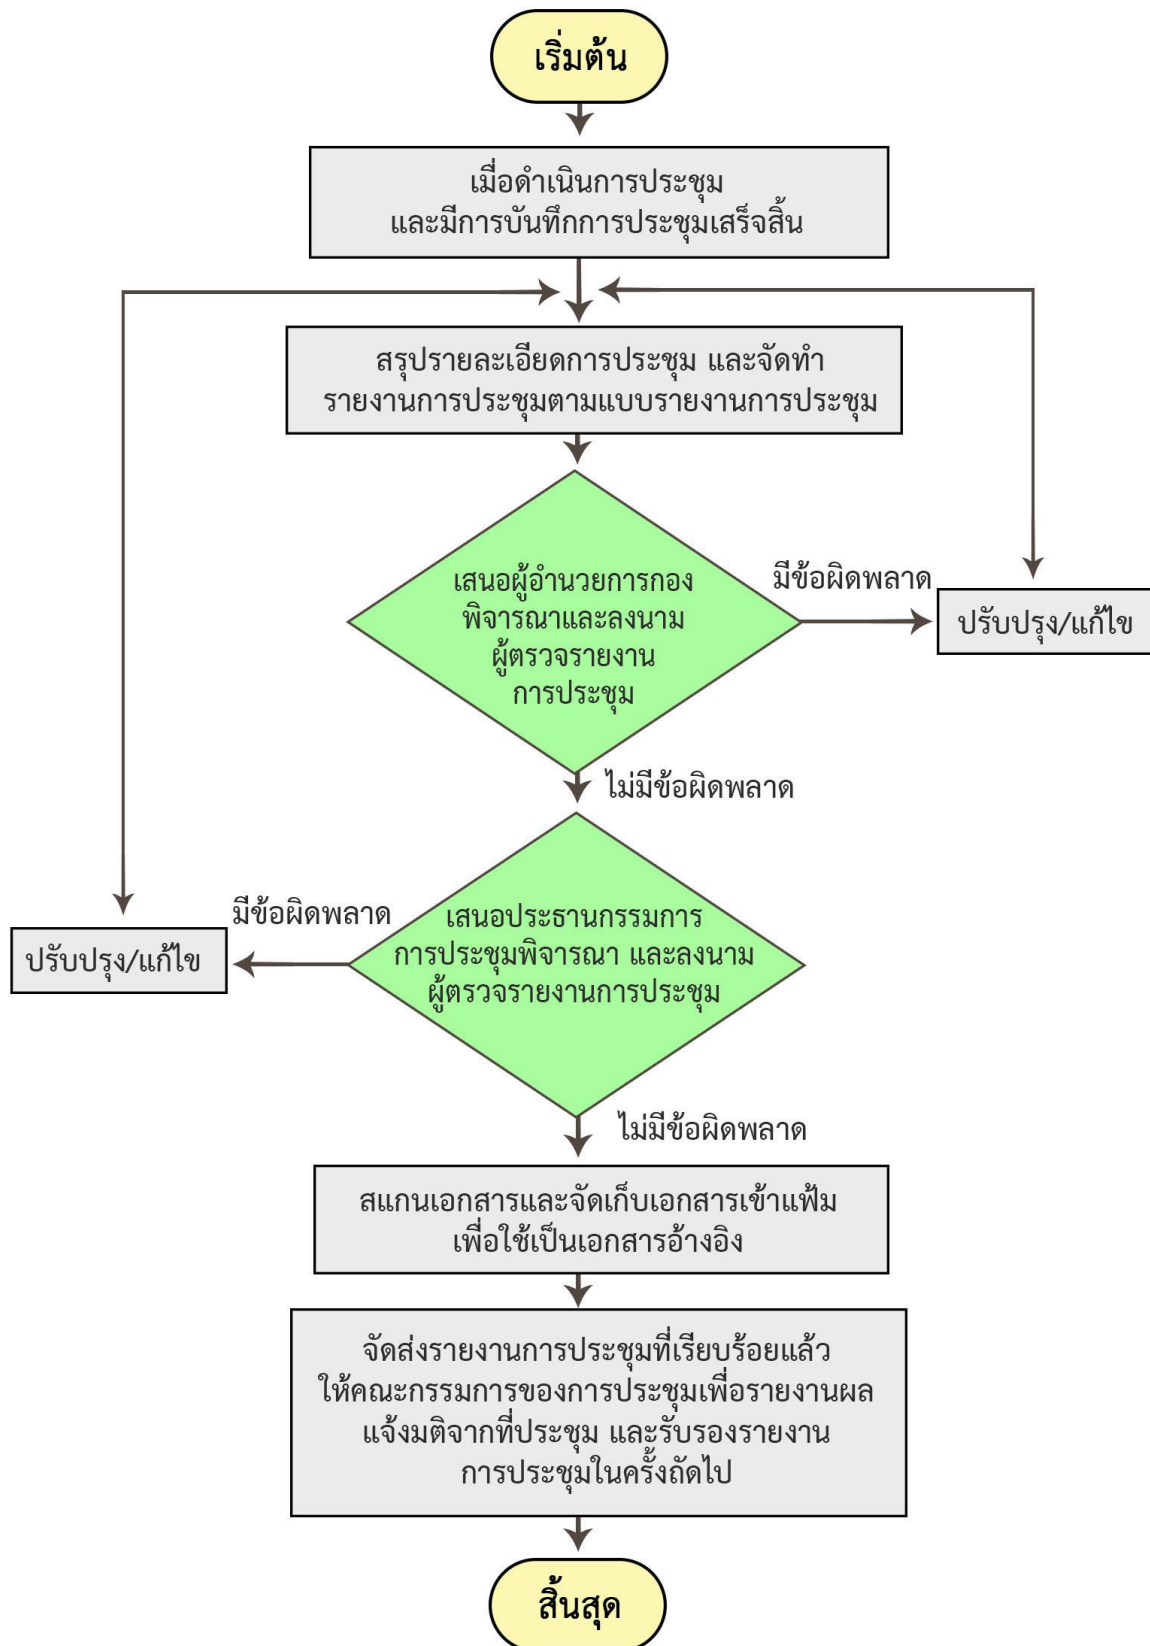 เริ่มต้น
เมื่อดำเนินการประชุม
และมีการบันทึกการประชุมเสร็จสิ้น
สรุปรายละเอียดการประชุม และจัดทำ
รายงานการประชุมตามแบบรายงานการประชุม
เสนอผู้อำนวยการกอง
พิจารณาและลงนาม
ผู้ตรวจรายงาน
การประชุม
มีข้อผิดพลาด
ปรับปรุง/แก้ไข
ไม่มีข้อผิดพลาด
เสนอประธานกรรมการ
การประชุมพิจารณา และลงนาม
ผู้ตรวจรายงานการประชุม
มีข้อผิดพลาด
ปรับปรุง/แก้ไข
ไม่มีข้อผิดพลาด
สแกนเอกสารและจัดเก็บเอกสารเข้าแฟ้ม
เพื่อใช้เป็นเอกสารอ้างอิง
จัดส่งรายงานการประชุมที่เรียบร้อยแล้ว
ให้คณะกรรมการของการประชุมเพื่อรายงานผล
แจ้งมติจากที่ประชุม และรับรองรายงาน
การประชุมในครั้งถัดไป
สิ้นสุด